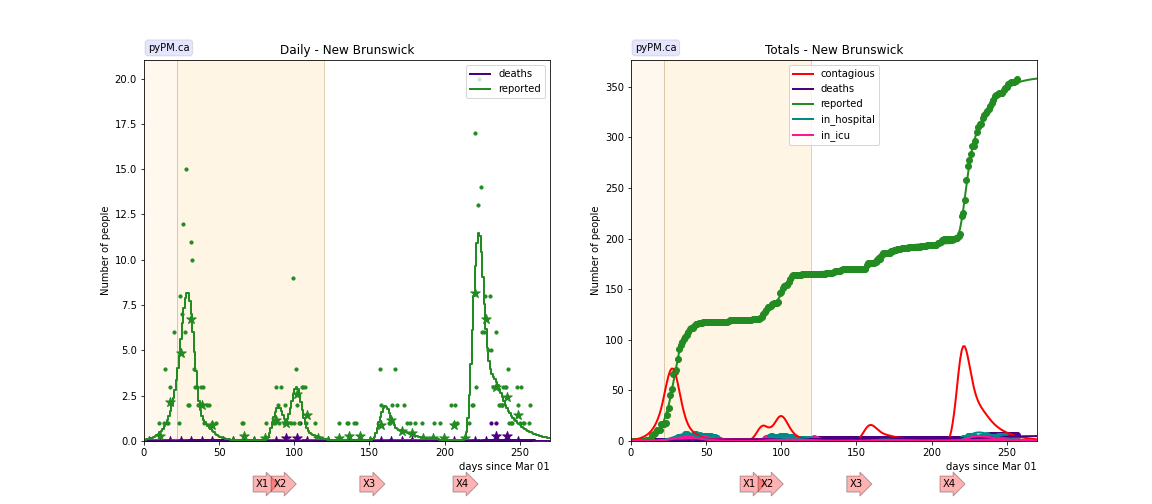 pyPM.ca
Daily - New Brunswick
deaths
reported
Number of people
20.0
17.5
15.0
12.5
10.0
7.5
5.0
2.5
0.0
0
50
100
150
200
250
days since Mar 01
X1
X2
X3
X4
pyPM.ca
Totals - New Brunswick
contagious
deaths
reported
in_hospital
in_icu
Number of people
350
300
250
200
150
100
50
0
0
50
100
150
200
250
days since Mar 01
X1
X2
X3
X4